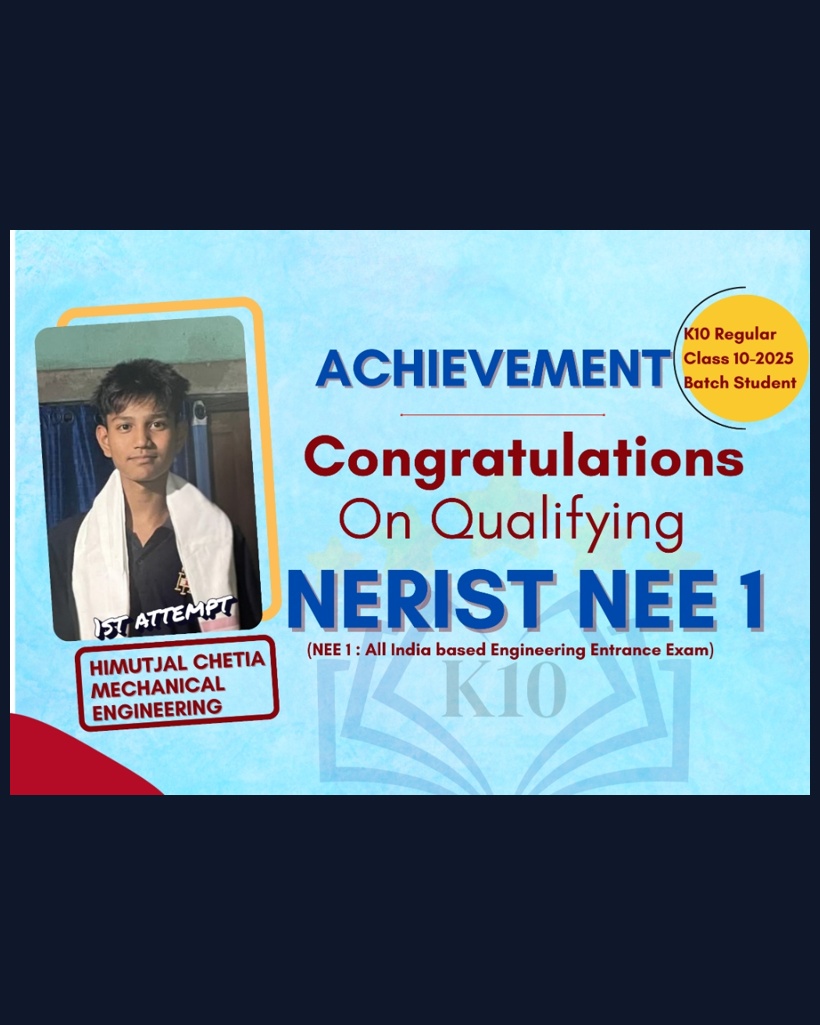 ACHIEVEMENT
K10 Regular
Class 10-2025
Batch Student
Congratulations
On Qualifying
NERIST NEE 1
(NEE 1 : All India based Engineering Entrance Exam)
K10
1ST ATTEMPT
HIMUTJAL CHETIA
MECHANICAL
ENGINEERING